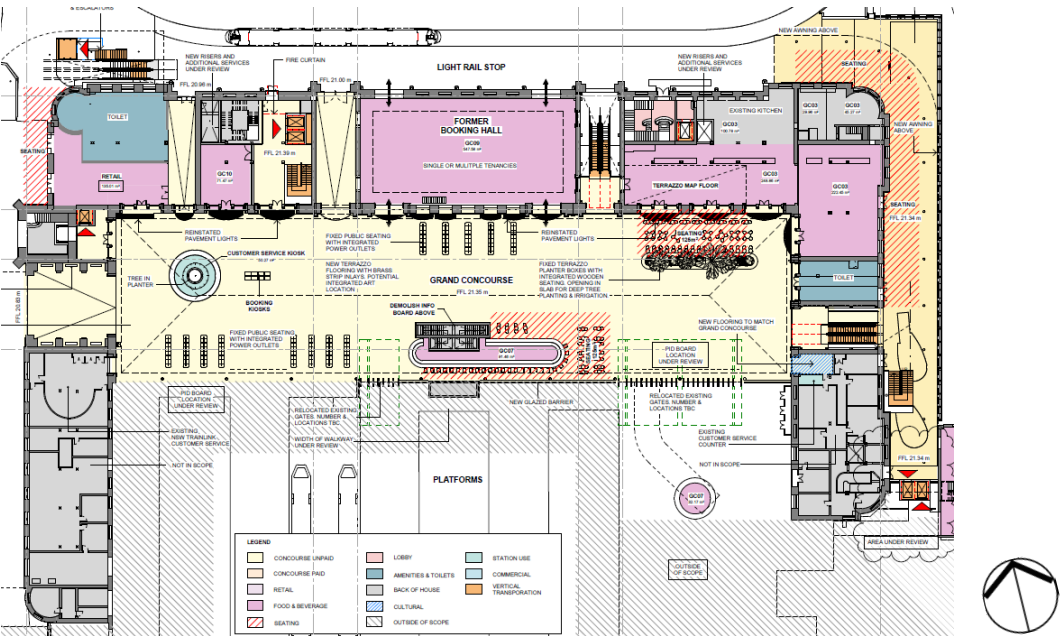 & ESCALATORS
NEW RISERS AND
ADDITIONAL SERVICES
UNDER REVIEW
FIRE CURTAIN
LIGHT RAIL STOP
NEW RISERS AND
ADDITIONAL SERVICES
UNDER REVIEW
NEW AWNING ABOVE
SEATING
FFL 20.96 m
FFL 21.00 m
TOILET
FORMER
BOOKING HALL
GC09
SINGLE OR MULITPLE TENANCIES
EXISTING KITCHEN
GC03
GC03
GC03
NEW AWNING
ABOVE
SEATING
FFL 21.39 m
RETAIL
GC10
TERRAZZO MAP FLOOR
GC03
GC03
SEATING
FFL 21.34 m
REINSTATED
PAVEMENT LIGHTS
FIXED PUBLIC SEATING
WITH INTEGRATED
POWER OUTLETS
REINSTATED
PAVEMENT LIGHTS
SEATING
CUSTOMER SERVICE KIOSK
TREE IN
PLANTER
BOOKING
KIOSKS
NEW TERRAZZO
FLOORING WITH BRASS
STRIP INLAYS. POTENTIAL
INTEGRATED ART
LOCATION
GRAND CONCOURSE
FFL 21.35 m
FIXED TERRAZZO
PLANTER BOXES WITH
INTEGRATED WOODEN
SEATING. OPENING IN
SLAB FOR DEEP TREE
PLANTING & IRRIGATION
TOILET
DEMOLISH INFO
BOARD ABOVE
FIXED PUBLIC SEATING
WITH INTEGRATED
POWER OUTLETS
NEW FLOORING TO MATCH
GRAND CONCOURSE
GC07
SEATING
PID BOARD
LOCATION
UNDER REVIEW
PID BOARD
LOCATION
UNDER REVIEW
NEW GLAZED BARRIER
RELOCATED EXISTING
GATES. NUMBER &
LOCATIONS TBC
RELOCATED EXISTING
GATES. NUMBER &
LOCATIONS TBC
EXISTING
NSW TRAINLINK
CUSTOMER SERVICE
WIDTH OF WALKWAY
UNDER REVIEW
EXISTING
CUSTOMER SERVICE
COUNTER
NOT IN SCOPE
NOT IN SCOPE
FFL 21.34 m
PLATFORMS
GC07
AREA UNDER REVIEW
OUTSIDE
OF SCOPE
LEGEND
CONCOURSE UNPAID
CONCOURSE PAID
RETAIL
FOOD & BEVERAGE
SEATING
LOBBY
AMENITIES & TOILETS
BACK OF HOUSE
CULTURAL
OUTSIDE OF SCOPE
STATION USE
COMMERCIAL
VERTICAL
TRANSPORATION